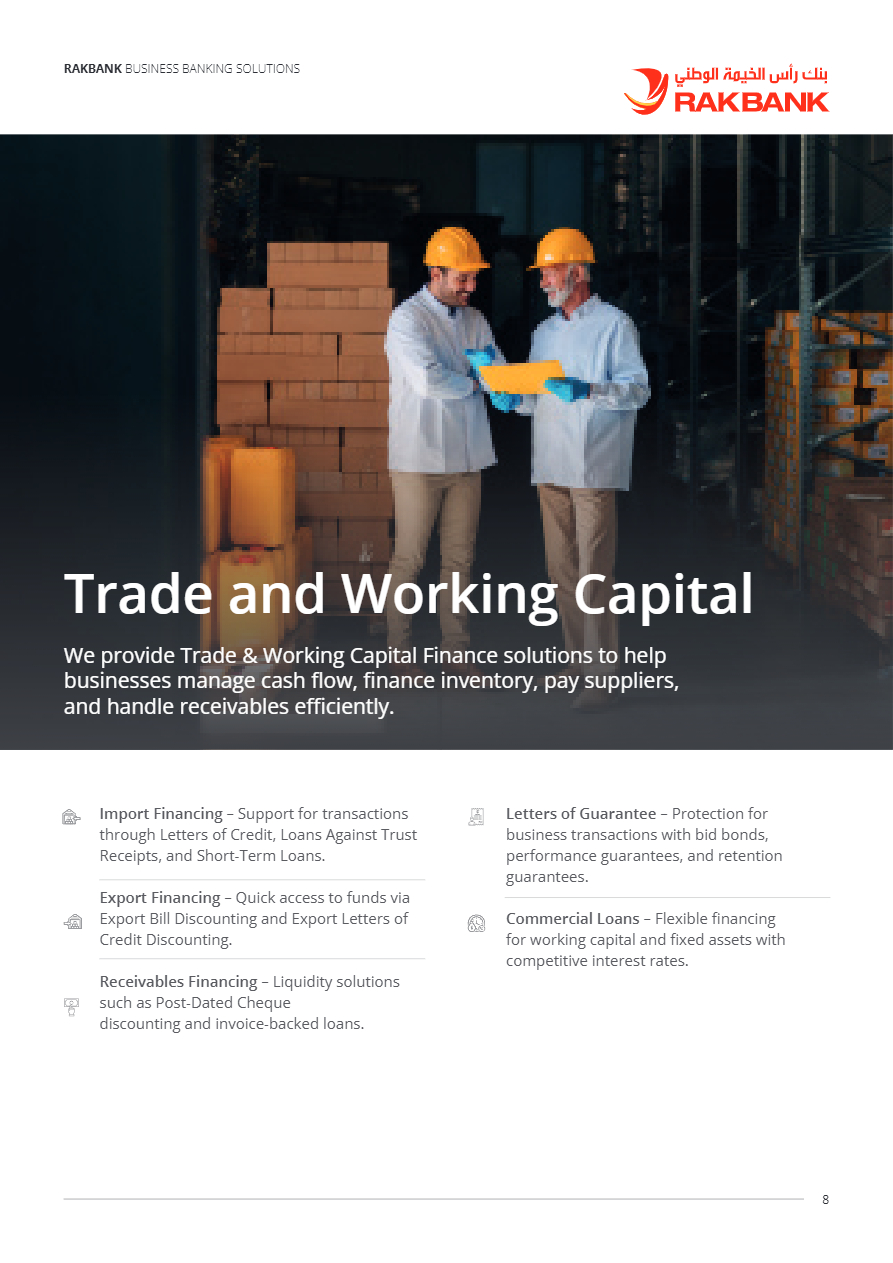 RAKBANK BUSINESS BANKING SOLUTIONS
بنك رأس الخيمة الوطني
RAKBANK
Trade and Working Capital
We provide Trade & Working Capital Finance solutions to help
businesses manage cash flow, finance inventory, pay suppliers,
and handle receivables efficiently.
Import Financing – Support for transactions
through Letters of Credit, Loans Against Trust
Receipts, and Short-Term Loans.
Export Financing – Quick access to funds via
Export Bill Discounting and Export Letters of
Credit Discounting.
Receivables Financing – Liquidity solutions
such as Post-Dated Cheque
discounting and invoice-backed loans.
Letters of Guarantee – Protection for
business transactions with bid bonds,
performance guarantees, and retention
guarantees.
Commercial Loans – Flexible financing
for working capital and fixed assets with
competitive interest rates.
8